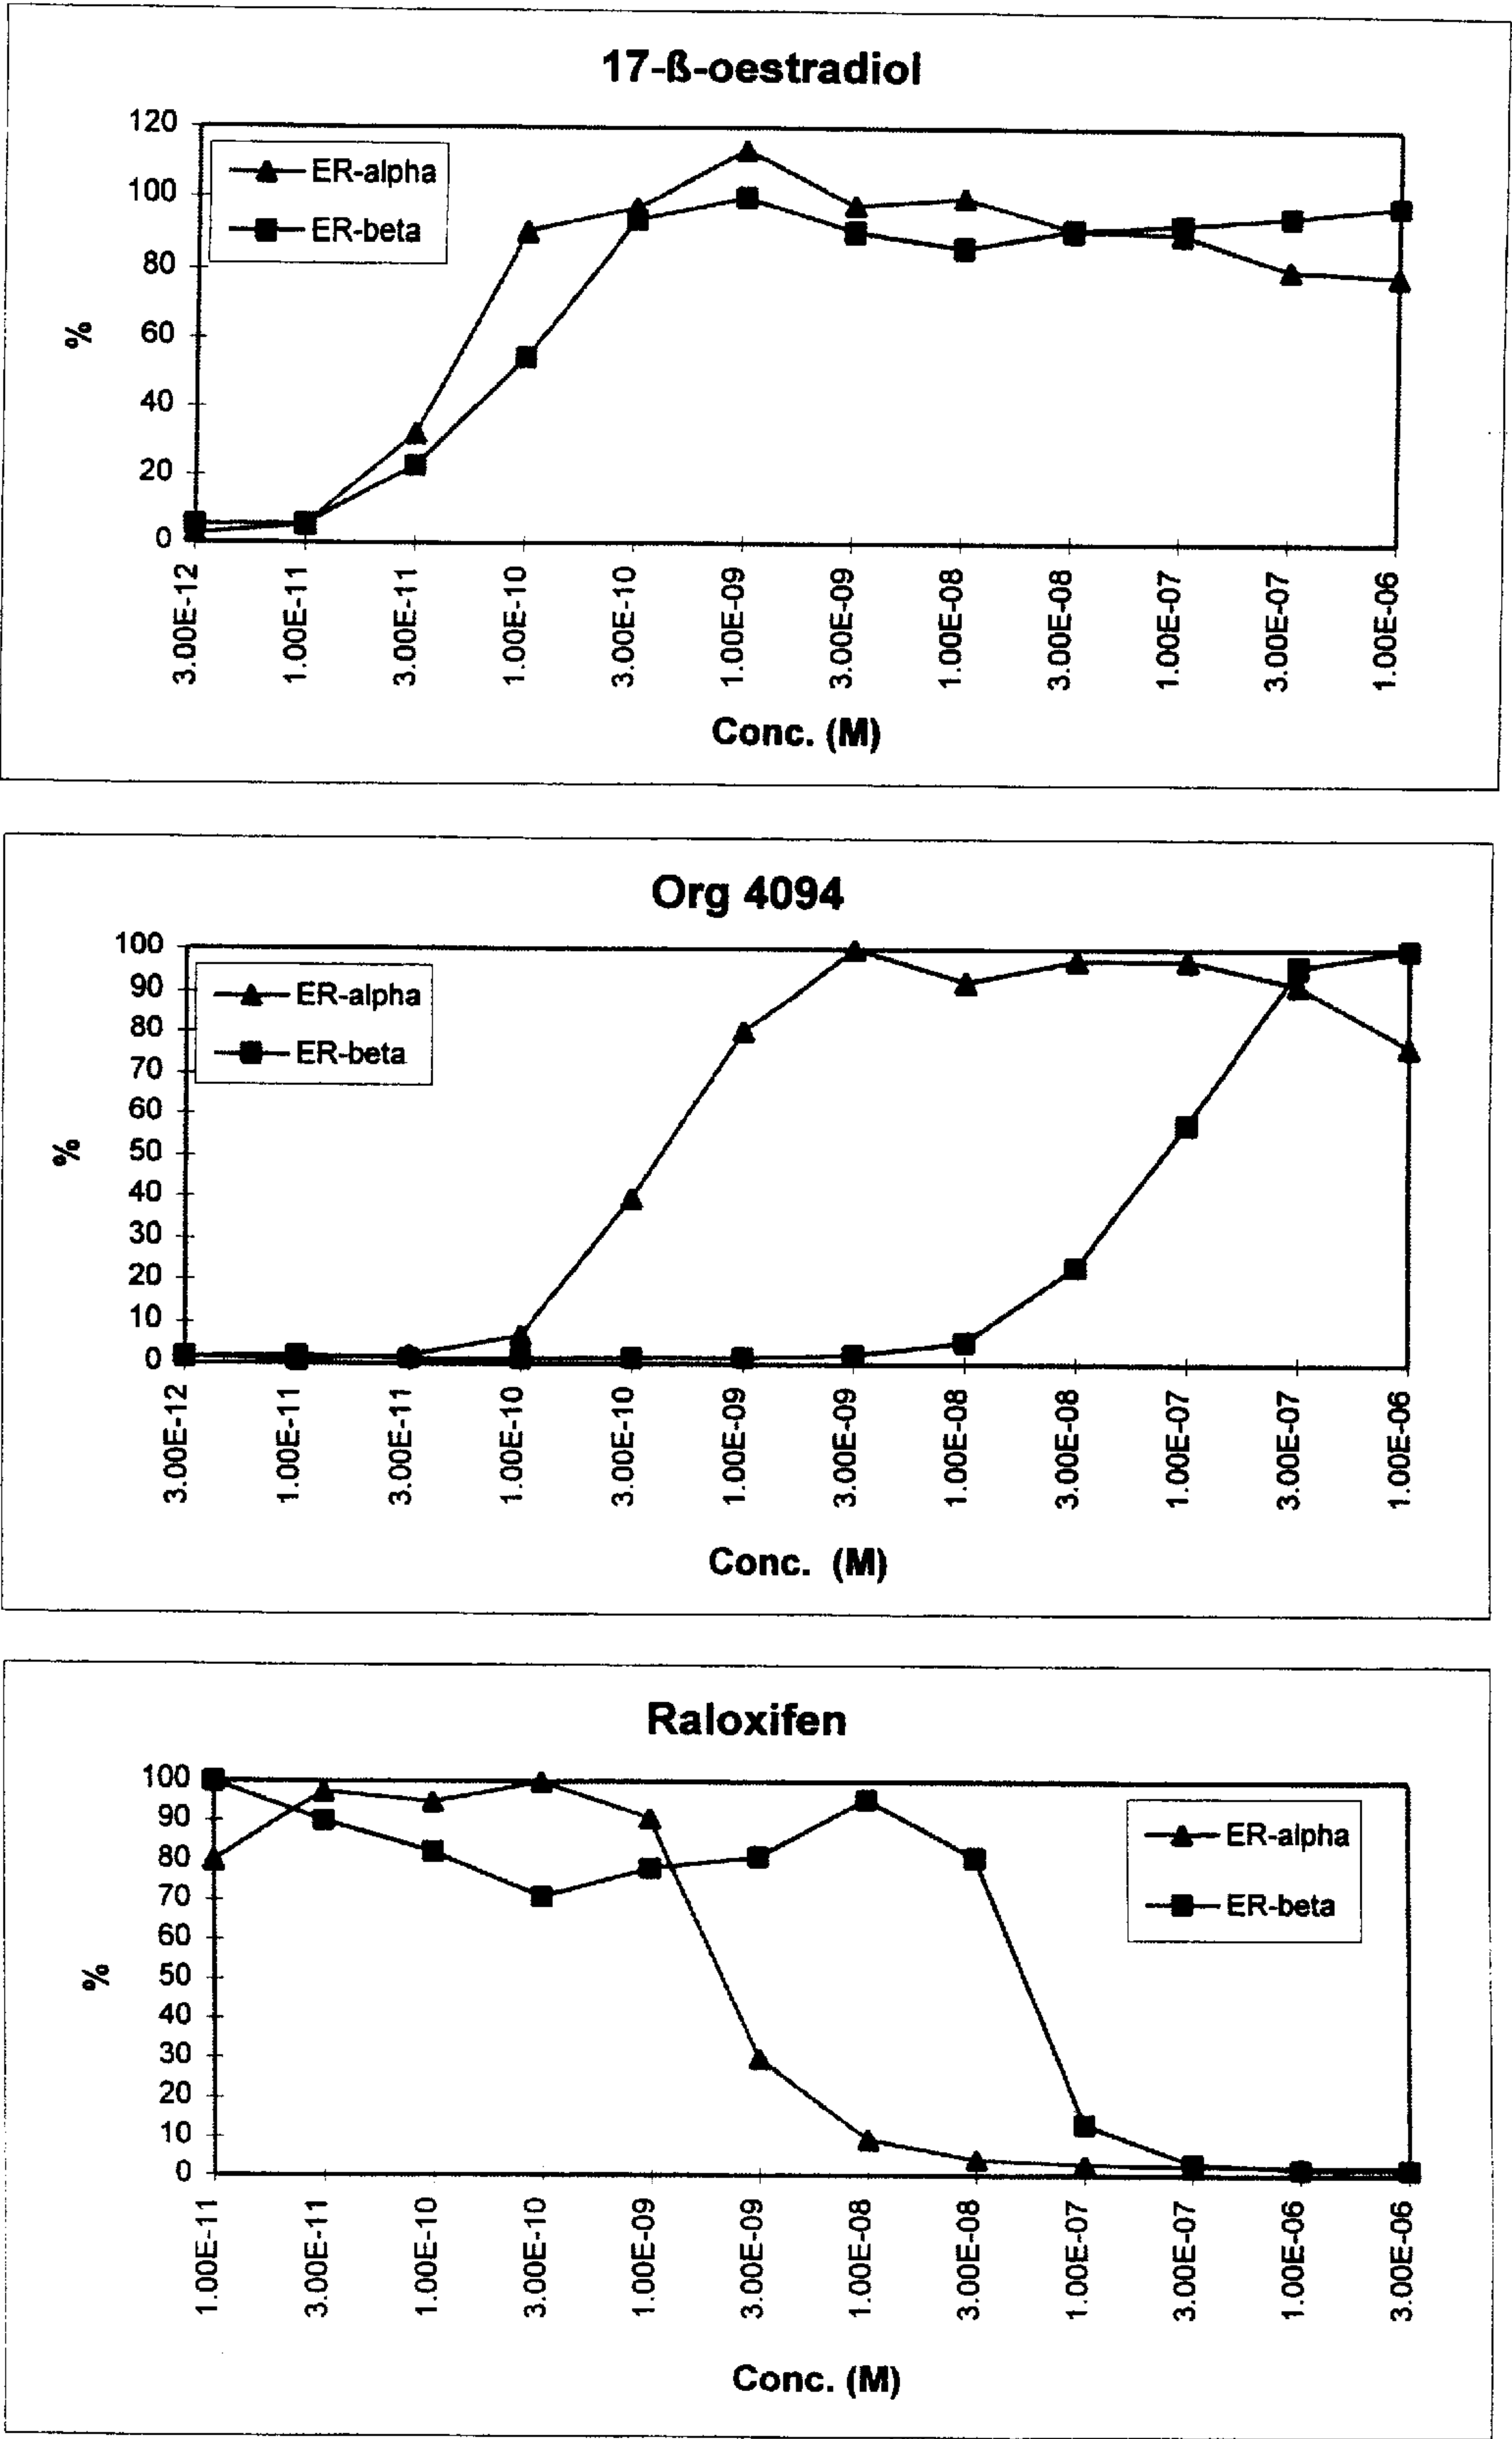 17-ß-oestradiol
120
100
80
60
40
20
0
%
ER-alpha
ER-beta
3.00E-12
1.00E-11
3.00E-11
1.00E-10
3.00E-10
1.00E-09
3.00E-09
1.00E-08
3.00E-08
1.00E-07
3.00E-07
1.00E-06
Conc. (M)
Org 4094
100
90
80
70
60
50
40
30
20
10
0
%
ER-alpha
ER-beta
3.00E-12
1.00E-11
3.00E-11
1.00E-10
3.00E-10
1.00E-09
3.00E-09
1.00E-08
3.00E-08
1.00E-07
3.00E-07
1.00E-06
Conc. (M)
Raloxifen
100
90
80
70
60
50
40
30
20
10
0
%
ER-alpha
ER-beta
1.00E-11
3.00E-11
1.00E-10
3.00E-10
1.00E-09
3.00E-09
1.00E-08
3.00E-08
1.00E-07
3.00E-07
1.00E-06
3.00E-06
Conc. (M)